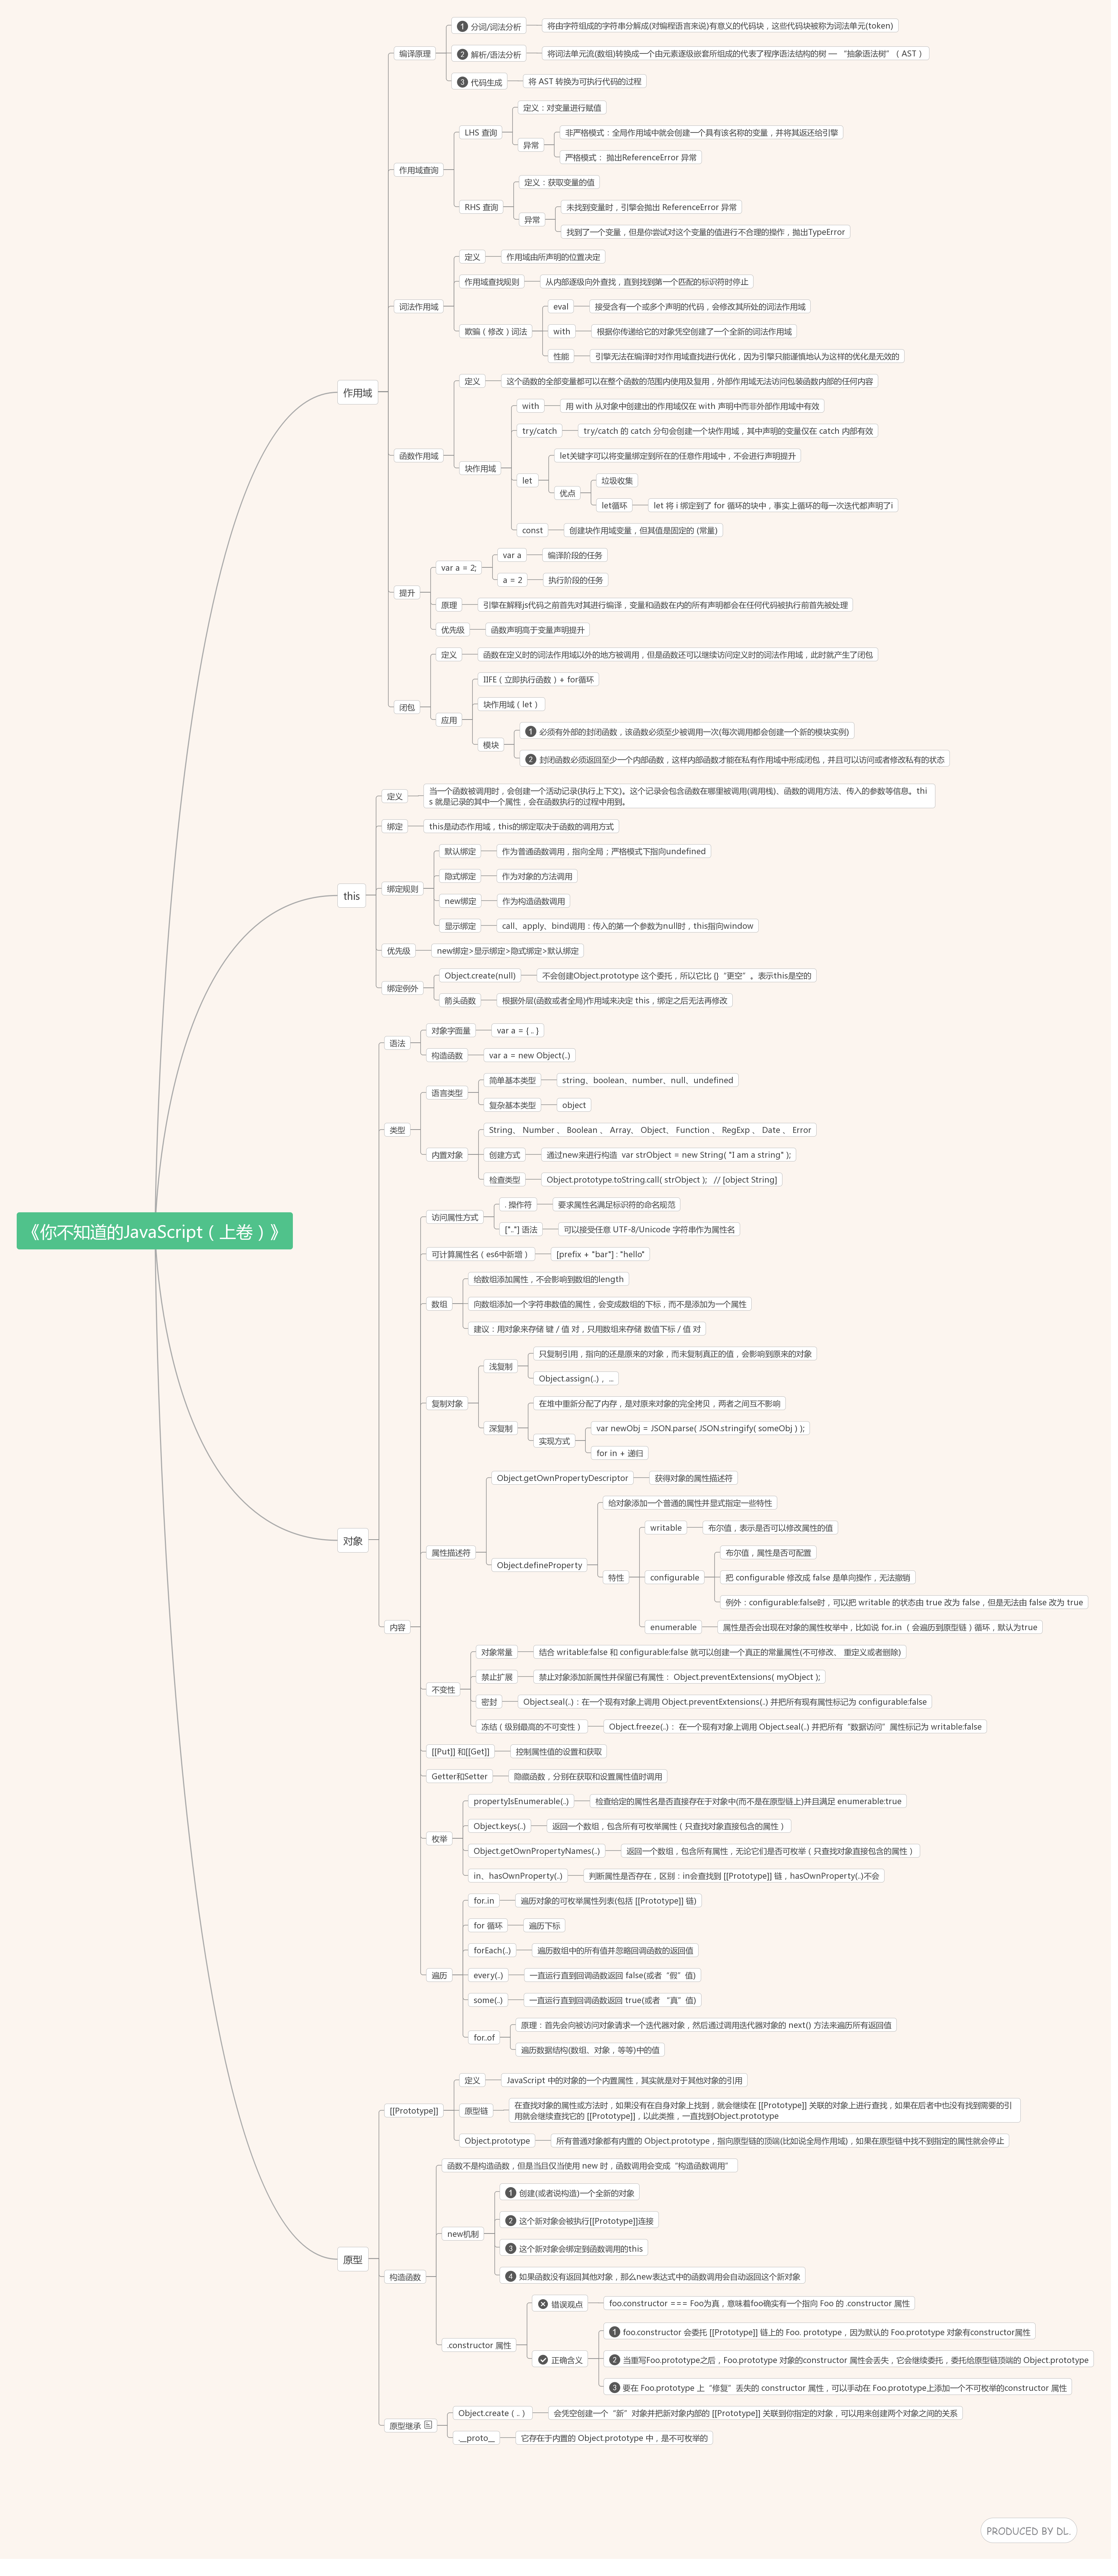 《你不知道的JavaScript（上卷）》
作用域
编译原理
1 分词/词法分析
将由字符组成的字符串分解成(对编程语言来说)有意义的代码块，这些代码块被称为词法单元(token)
2 解析/语法分析
将词法单元流(数组)转换成一个由元素逐级嵌套所组成的代表了程序语法结构的树 — “抽象语法树”（ AST ）
3 代码生成
将 AST 转换为可执行代码的过程
作用域查询
LHS 查询
定义：对变量进行赋值
异常
非严格模式：全局作用域中就会创建一个具有该名称的变量，并将其返还给引擎
严格模式： 抛出ReferenceError 异常
RHS 查询
定义：获取变量的值
异常
未找到变量时，引擎会抛出 ReferenceError 异常
找到了一个变量，但是你尝试对这个变量的值进行不合理的操作，抛出TypeError
词法作用域
定义
作用域由所声明的位置决定
作用域查找规则
从内部逐级向外查找，直到找到第一个匹配的标识符时停止
欺骗（修改）词法
eval
接受含有一个或多个声明的代码，会修改其所处的词法作用域
with
根据你传递给它的对象凭空创建了一个全新的词法作用域
性能
引擎无法在编译时对作用域查找进行优化，因为引擎只能谨慎地认为这样的优化是无效的
函数作用域
定义
这个函数的全部变量都可以在整个函数的范围内使用及复用，外部作用域无法访问包装函数内部的任何内容
块作用域
with
用 with 从对象中创建出的作用域仅在 with 声明中而非外部作用域中有效
try/catch
try/catch 的 catch 分句会创建一个块作用域，其中声明的变量仅在 catch 内部有效
let
let关键字可以将变量绑定到所在的任意作用域中，不会进行声明提升
优点
垃圾收集
let循环
let 将 i 绑定到了 for 循环的块中，事实上循环的每一次迭代都声明了i
const
创建块作用域变量，但其值是固定的 (常量)
提升
var a = 2;
var a
编译阶段的任务
a = 2
执行阶段的任务
原理
引擎在解释js代码之前首先对其进行编译，变量和函数在内的所有声明都会在任何代码被执行前首先被处理
优先级
函数声明高于变量声明提升
闭包
定义
函数在定义时的词法作用域以外的地方被调用，但是函数还可以继续访问定义时的词法作用域，此时就产生了闭包
应用
IIFE（立即执行函数）+ for循环
块作用域（let）
模块
1 必须有外部的封闭函数，该函数必须至少被调用一次(每次调用都会创建一个新的模块实例)
2 封闭函数必须返回至少一个内部函数，这样内部函数才能在私有作用域中形成闭包，并且可以访问或者修改私有的状态
this
定义
当一个函数被调用时，会创建一个活动记录(执行上下文)。这个记录会包含函数在哪里被调用(调用栈)、函数的调用方法、传入的参数等信息。thi
s 就是记录的其中一个属性，会在函数执行的过程中用到。
绑定
this是动态作用域，this的绑定取决于函数的调用方式
绑定规则
默认绑定
作为普通函数调用，指向全局；严格模式下指向undefined
隐式绑定
作为对象的方法调用
new绑定
作为构造函数调用
显示绑定
call、apply、bind调用：传入的第一个参数为null时，this指向window
优先级
new绑定>显示绑定>隐式绑定>默认绑定
绑定例外
Object.create(null)
不会创建Object.prototype 这个委托，所以它比 {}“更空”。表示this是空的
箭头函数
根据外层(函数或者全局)作用域来决定 this，绑定之后无法再修改
对象
语法
对象字面量
var a = { .. }
构造函数
var a = new Object(..)
类型
语言类型
简单基本类型
string、boolean、number、null、undefined
复杂基本类型
object
内置对象
String、 Number 、 Boolean 、 Array、 Object、 Function 、 RegExp 、 Date 、 Error
创建方式
通过new来进行构造 var strObject = new String( "I am a string" );
检查类型
Object.prototype.toString.call( strObject ); // [object String]
内容
访问属性方式
. 操作符
要求属性名满足标识符的命名规范
[".."] 语法
可以接受任意 UTF-8/Unicode 字符串作为属性名
可计算属性名（es6中新增）
[prefix + "bar"] : "hello"
数组
给数组添加属性，不会影响到数组的length
向数组添加一个字符串数值的属性，会变成数组的下标，而不是添加为一个属性
建议：用对象来存储 键 / 值 对，只用数组来存储 数值下标 / 值 对
复制对象
浅复制
只复制引用，指向的还是原来的对象，而未复制真正的值，会影响到原来的对象
Object.assign(..) ，...
深复制
在堆中重新分配了内存，是对原来对象的完全拷贝，两者之间互不影响
实现方式
var newObj = JSON.parse( JSON.stringify( someObj ) );
for in + 递归
属性描述符
Object.getOwnPropertyDescriptor
获得对象的属性描述符
Object.defineProperty
给对象添加一个普通的属性并显式指定一些特性
特性
writable
布尔值，表示是否可以修改属性的值
configurable
布尔值，属性是否可配置
把 configurable 修改成 false 是单向操作，无法撤销
例外：configurable:false时，可以把 writable 的状态由 true 改为 false，但是无法由 false 改为 true
enumerable
属性是否会出现在对象的属性枚举中，比如说 for..in （会遍历到原型链）循环，默认为true
不变性
对象常量
结合 writable:false 和 configurable:false 就可以创建一个真正的常量属性(不可修改、 重定义或者删除)
禁止扩展
禁止对象添加新属性并保留已有属性： Object.preventExtensions( myObject );
密封
Object.seal(..)：在一个现有对象上调用 Object.preventExtensions(..) 并把所有现有属性标记为 configurable:false
冻结（级别最高的不可变性）
Object.freeze(..)： 在一个现有对象上调用 Object.seal(..) 并把所有“数据访问”属性标记为 writable:false
[[Put]] 和[[Get]]
控制属性值的设置和获取
Getter和Setter
隐藏函数，分别在获取和设置属性值时调用
枚举
propertyIsEnumerable(..)
检查给定的属性名是否直接存在于对象中(而不是在原型链上)并且满足 enumerable:true
Object.keys(..)
返回一个数组，包含所有可枚举属性（只查找对象直接包含的属性）
Object.getOwnPropertyNames(..)
返回一个数组，包含所有属性，无论它们是否可枚举（只查找对象直接包含的属性）
in、hasOwnProperty(..)
判断属性是否存在，区别：in会查找到 [[Prototype]] 链，hasOwnProperty(..)不会
遍历
for..in
遍历对象的可枚举属性列表(包括 [[Prototype]] 链)
for 循环
遍历下标
forEach(..)
遍历数组中的所有值并忽略回调函数的返回值
every(..)
一直运行直到回调函数返回 false(或者“假”值)
some(..)
一直运行直到回调函数返回 true(或者 “真”值)
for..of
原理：首先会向被访问对象请求一个迭代器对象，然后通过调用迭代器对象的 next() 方法来遍历所有返回值
遍历数据结构(数组、对象，等等)中的值
原型
[[Prototype]]
定义
JavaScript 中的对象的一个内置属性，其实就是对于其他对象的引用
原型链
在查找对象的属性或方法时，如果没有在自身对象上找到，就会继续在 [[Prototype]] 关联的对象上进行查找，如果在后者中也没有找到需要的引
用就会继续查找它的 [[Prototype]]，以此类推，一直找到Object.prototype
Object.prototype
所有普通对象都有内置的 Object.prototype，指向原型链的顶端(比如说全局作用域)，如果在原型链中找不到指定的属性就会停止
构造函数
函数不是构造函数，但是当且仅当使用 new 时，函数调用会变成“构造函数调用”
new机制
1 创建(或者说构造)一个全新的对象
2 这个新对象会被执行[[Prototype]]连接
3 这个新对象会绑定到函数调用的this
4 如果函数没有返回其他对象，那么new表达式中的函数调用会自动返回这个新对象
.constructor 属性
错误观点
foo.constructor === Foo为真，意味着foo确实有一个指向 Foo 的 .constructor 属性
正确含义
1 foo.constructor 会委托 [[Prototype]] 链上的 Foo. prototype，因为默认的 Foo.prototype 对象有constructor属性
2 当重写Foo.prototype之后，Foo.prototype 对象的constructor 属性会丢失，它会继续委托，委托给原型链顶端的 Object.prototype
3 要在 Foo.prototype 上“修复”丢失的 constructor 属性，可以手动在 Foo.prototype上添加一个不可枚举的constructor 属性
原型继承
Object.create（ .. ）
会凭空创建一个“新”对象并把新对象内部的 [[Prototype]] 关联到你指定的对象，可以用来创建两个对象之间的关系
.__proto__
它存在于内置的 Object.prototype 中，是不可枚举的
PRODUCED BY DL.